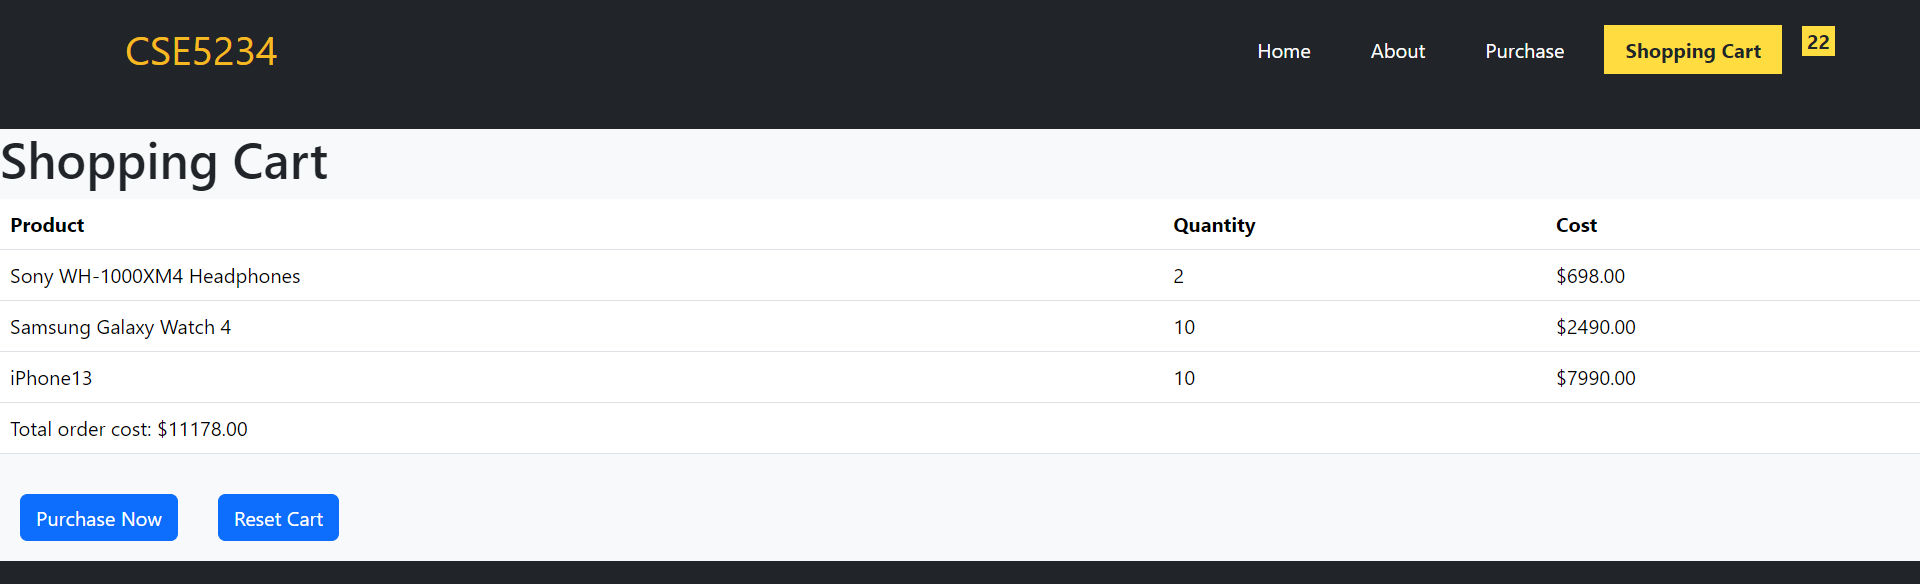 CSE5234
Home About Purchase Shopping Cart 22
Shopping Cart
Product Quantity Cost
Sony WH-1000XM4 Headphones 2 $698.00
Samsung Galaxy Watch 4 10 $2490.00
iPhone13 10 $7990.00
Total order cost: $11178.00
Purchase Now Reset Cart